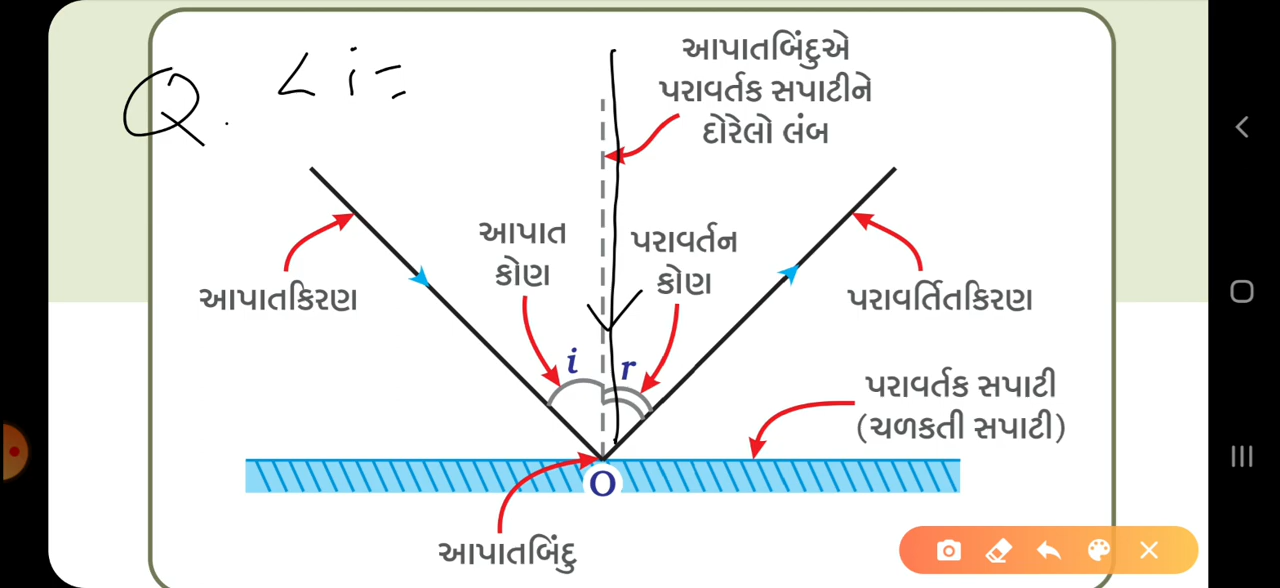 Q. ∠i =
આપાતબિંદુએ
પરાવર્તક સપાટીને
દોરેલો લંબ
આપાત
કોણ
પરાવર્તન
કોણ
આપાતકિરણ
પરાવર્તિતકિરણ
i
r
પરાવર્તક સપાટી
(ચળકતી સપાટી)
O
આપાતબિંદુ